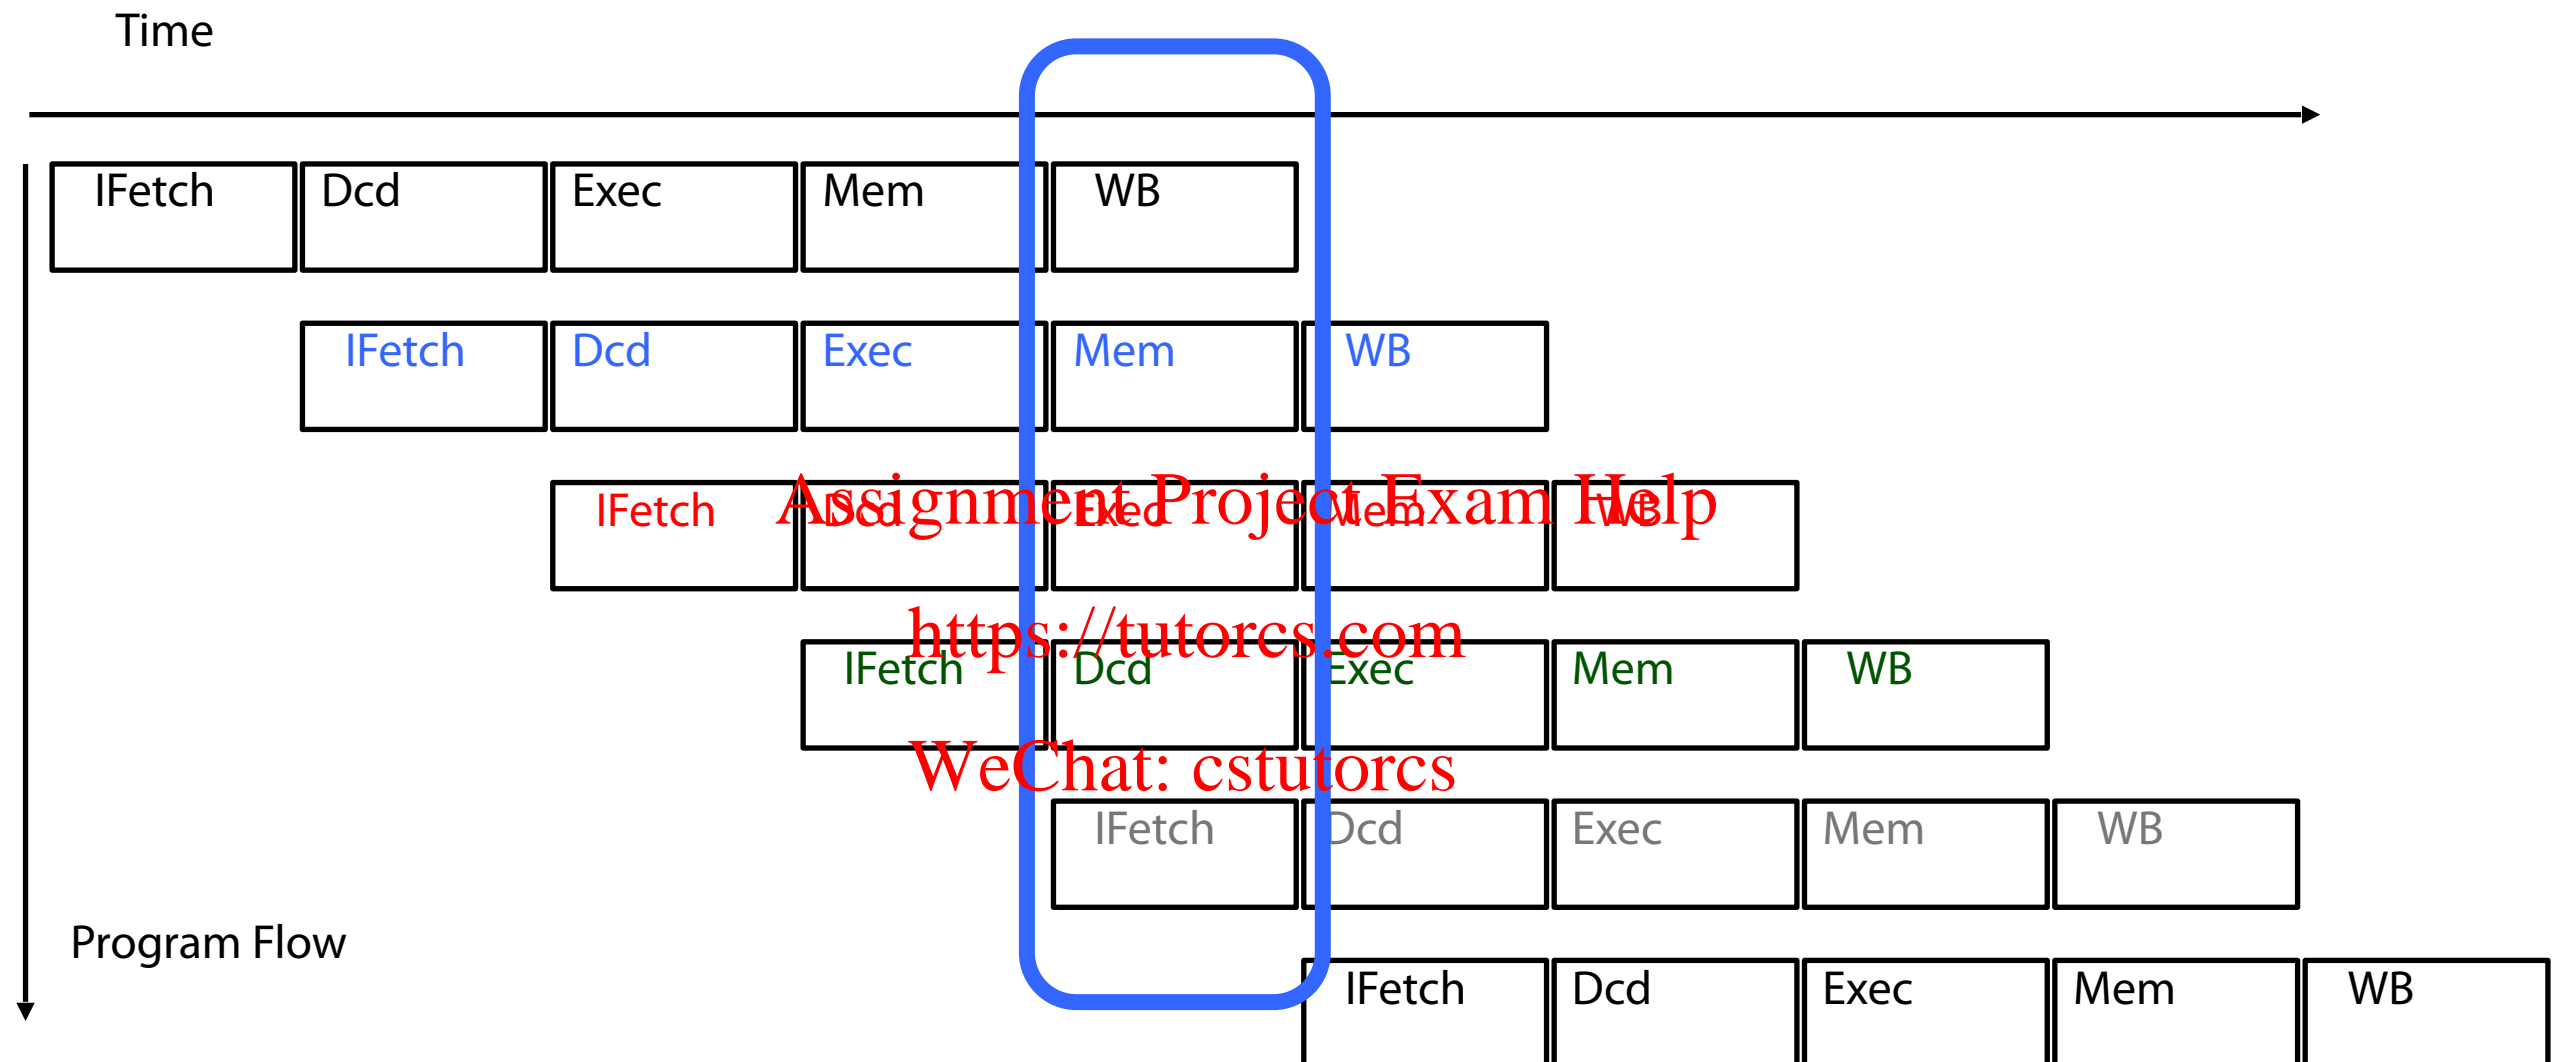 Time
IFetch Dcd Exec Mem WB
IFetch Dcd Exec Mem WB
IFetch Dcd Exec Mem WB
Assignment Project Exam Help
https://tutorcs.com
IFetch Dcd Exec Mem WB
WeChat: cstutorcs
IFetch Dcd Exec Mem WB
Program Flow
IFetch Dcd Exec Mem WB